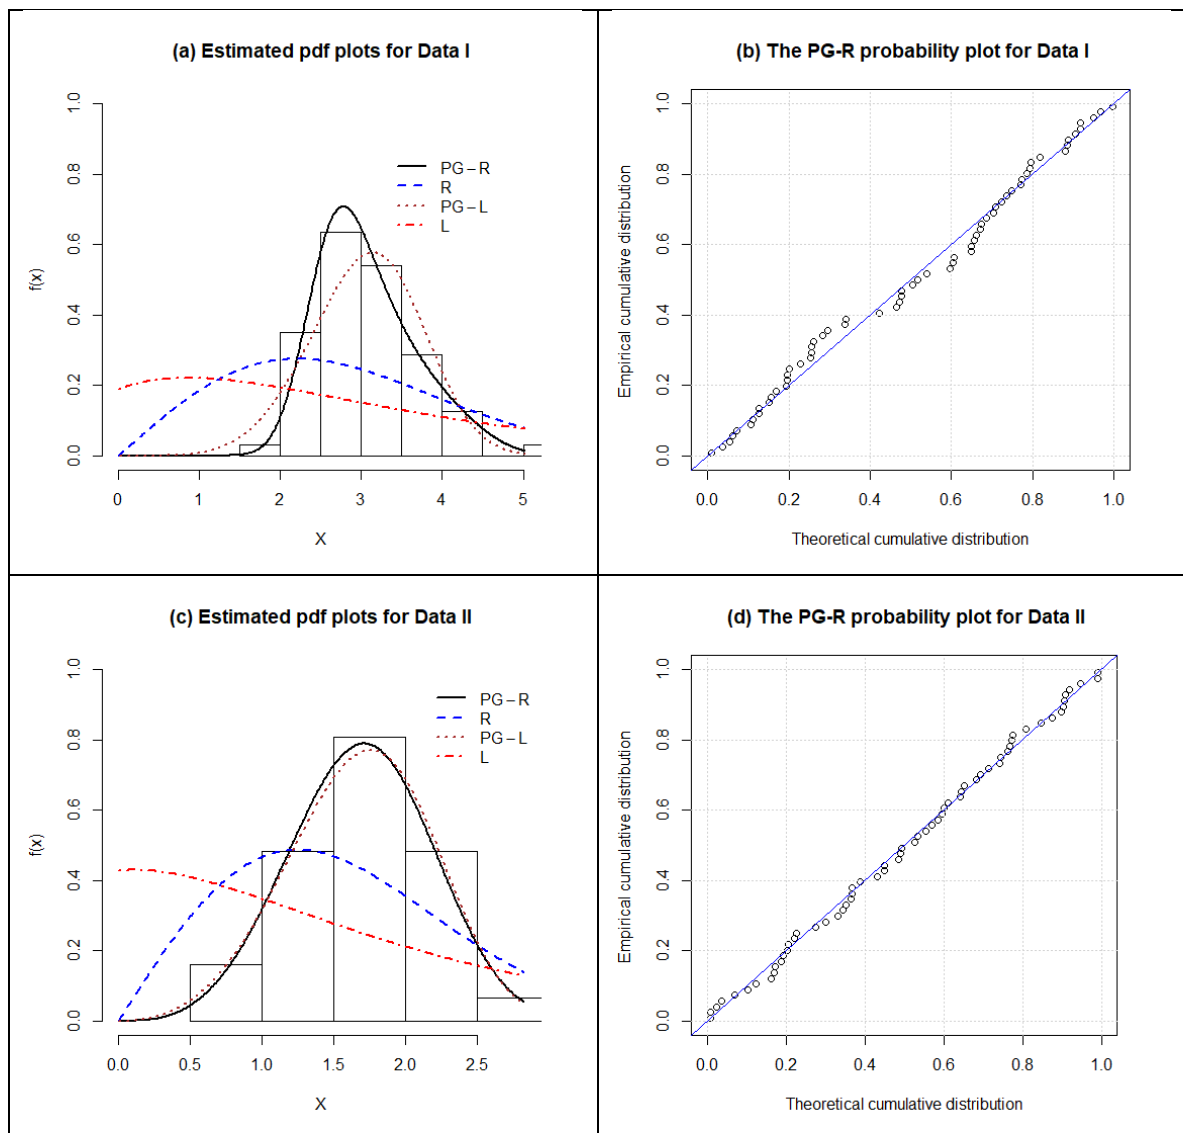 (a) Estimated pdf plots for Data I
1.0
0.8
0.6
0.4
0.2
0.0
f(x)
PG−R
R
PG−L
L
0 1 2 3 4 5
X
(b) The PG-R probability plot for Data I
1.0
0.8
0.6
0.4
0.2
0.0
Empirical cumulative distribution
0.0 0.2 0.4 0.6 0.8 1.0
Theoretical cumulative distribution
(c) Estimated pdf plots for Data II
1.0
0.8
0.6
0.4
0.2
0.0
f(x)
PG−R
R
PG−L
L
0.0 0.5 1.0 1.5 2.0 2.5
X
(d) The PG-R probability plot for Data II
1.0
0.8
0.6
0.4
0.2
0.0
Empirical cumulative distribution
0.0 0.2 0.4 0.6 0.8 1.0
Theoretical cumulative distribution